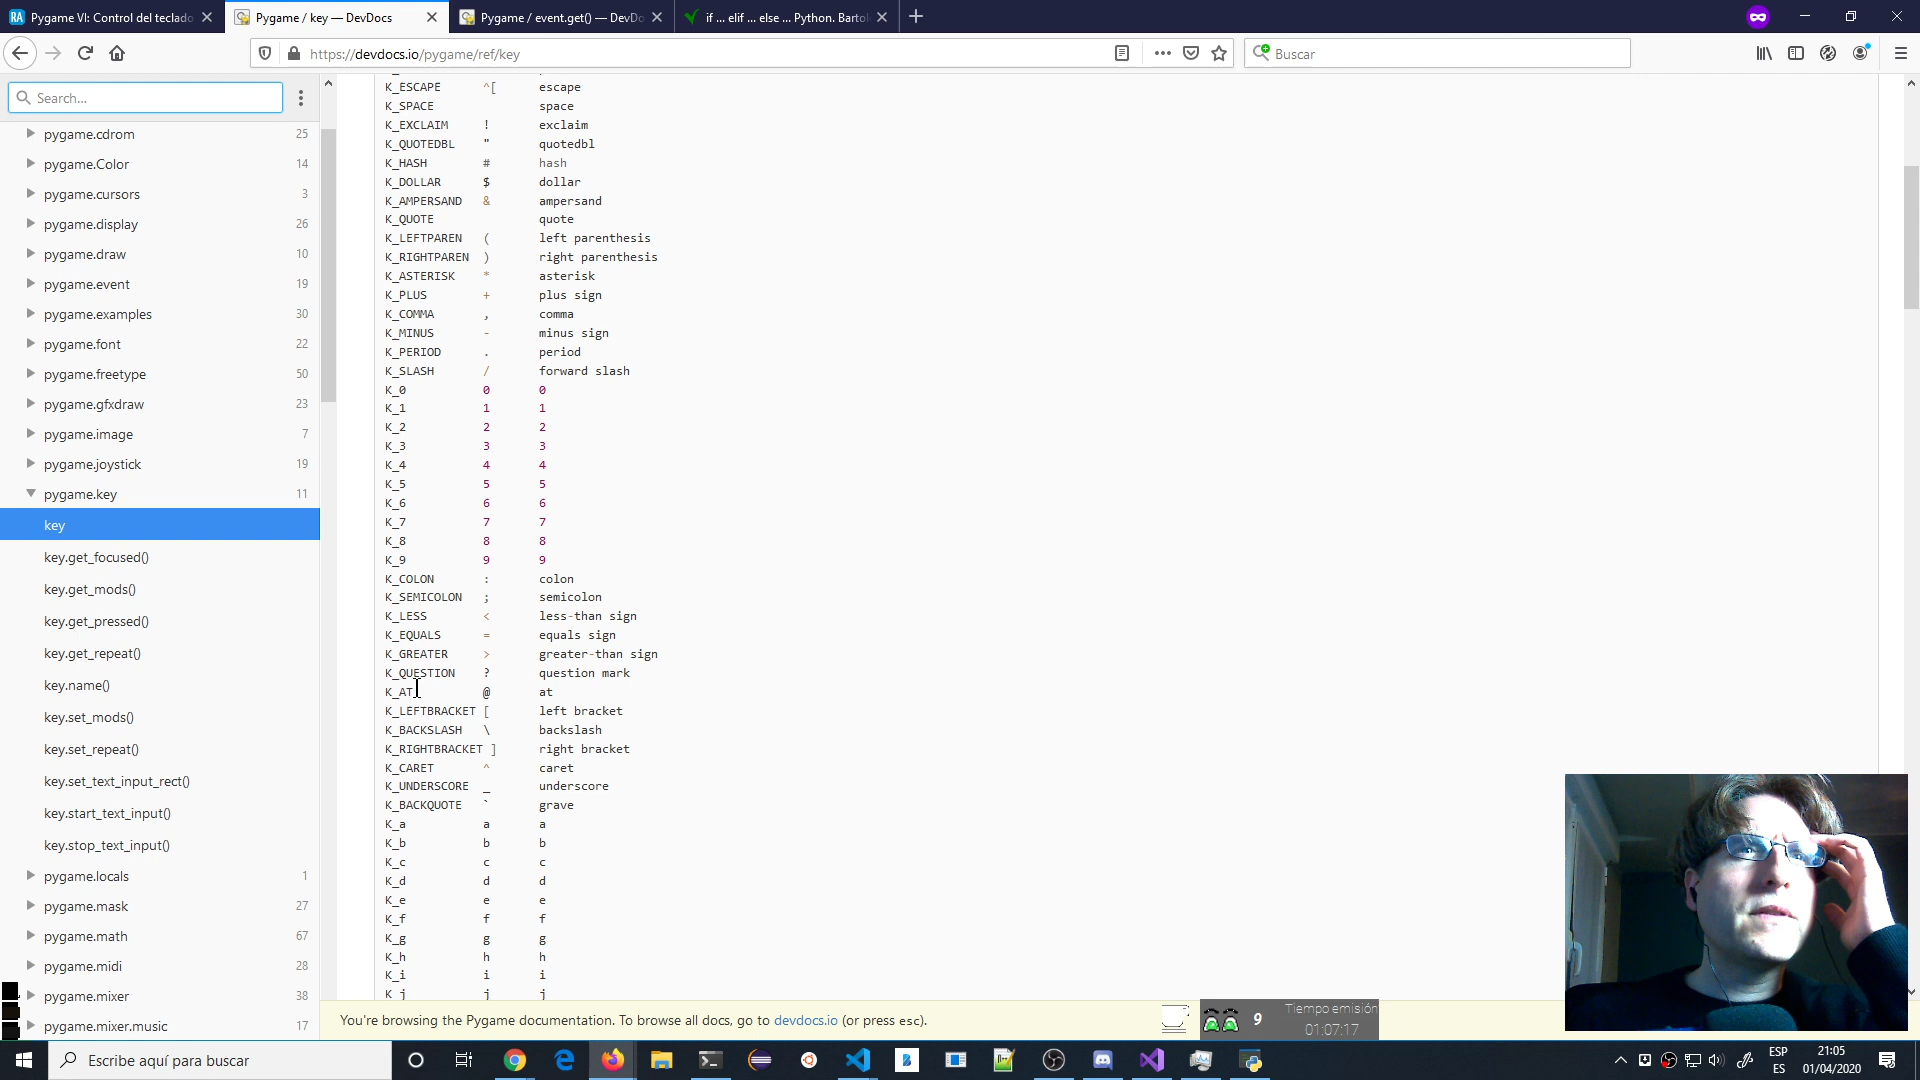 Pygame VI: Control del teclado
Pygame / key — DevDocs
Pygame / event.get() — DevDo
if ... elif ... else ... Python. Bartol
https://devdocs.io/pygame/ref/key
Buscar
Search...
pygame.cdrom 25
pygame.Color 14
pygame.cursors 3
pygame.display 26
pygame.draw 10
pygame.event 19
pygame.examples 30
pygame.font 22
pygame.freetype 50
pygame.gfxdraw 23
pygame.image 7
pygame.joystick 19
pygame.key 11
key
key.get_focused()
key.get_mods()
key.get_pressed()
key.get_repeat()
key.name()
key.set_mods()
key.set_repeat()
key.set_text_input_rect()
key.start_text_input()
key.stop_text_input()
pygame.locals 1
pygame.mask 27
pygame.math 67
pygame.midi 28
pygame.mixer 38
pygame.mixer.music 17
K_ESCAPE ^[ escape
K_SPACE space
K_EXCLAIM ! exclaim
K_QUOTEDBL " quotedbl
K_HASH # hash
K_DOLLAR $ dollar
K_AMPERSAND & ampersand
K_QUOTE quote
K_LEFTPAREN ( left parenthesis
K_RIGHTPAREN ) right parenthesis
K_ASTERISK * asterisk
K_PLUS + plus sign
K_COMMA , comma
K_MINUS - minus sign
K_PERIOD . period
K_SLASH / forward slash
K_0 0 0
K_1 1 1
K_2 2 2
K_3 3 3
K_4 4 4
K_5 5 5
K_6 6 6
K_7 7 7
K_8 8 8
K_9 9 9
K_COLON : colon
K_SEMICOLON ; semicolon
K_LESS < less-than sign
K_EQUALS = equals sign
K_GREATER > greater-than sign
K_QUESTION ? question mark
K_AT @ at
K_LEFTBRACKET [ left bracket
K_BACKSLASH \ backslash
K_RIGHTBRACKET ] right bracket
K_CARET ^ caret
K_UNDERSCORE _ underscore
K_BACKQUOTE ` grave
K_a a a
K_b b b
K_c c c
K_d d d
K_e e e
K_f f f
K_g g g
K_h h h
K_i i i
K_j j j
You're browsing the Pygame documentation. To browse all docs, go to devdocs.io (or press esc).
9
Tiempo emisión
01:07:17
Escribe aquí para buscar
ESP
ES
21:05
01/04/2020